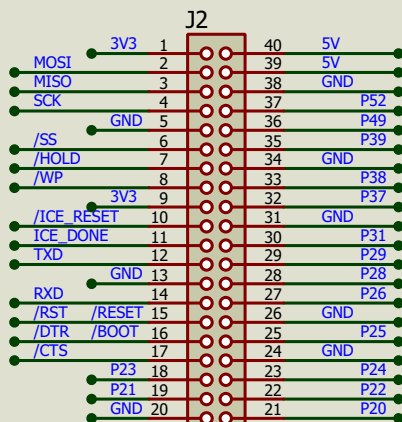 J2
3V3 1 40 5V
MOSI 2 39 5V
MISO 3 38 GND
SCK 4 37 P52
GND 5 36 P49
/SS 6 35 P39
/HOLD 7 34 GND
/WP 8 33 P38
3V3 9 32 P37
/ICE_RESET 10 31 GND
ICE_DONE 11 30 P31
TXD 12 29 P29
GND 13 28 P28
RXD 14 27 P26
/RST /RESET 15 26 GND
/DTR /BOOT 16 25 P25
/CTS 17 24 GND
P23 18 23 P24
P21 19 22 P22
GND 20 21 P20